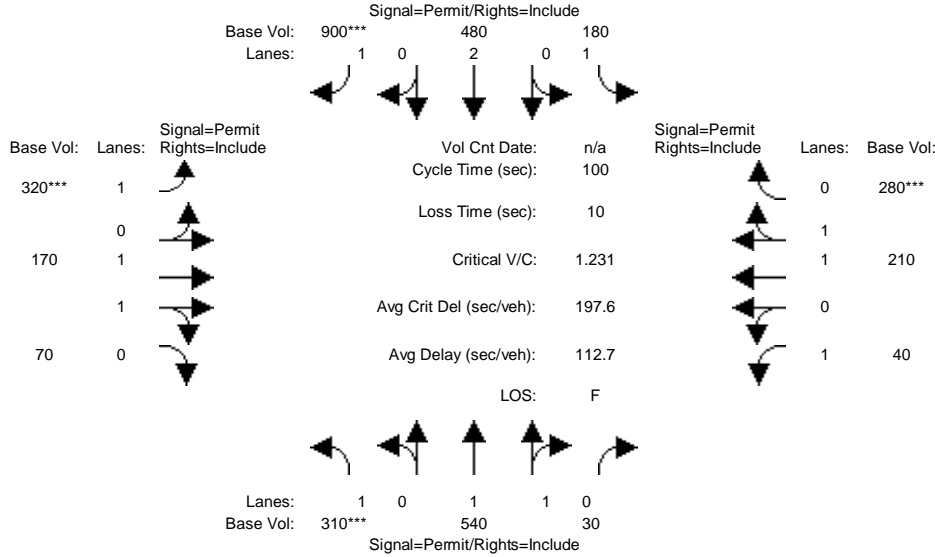 Signal=Permit/Rights=Include
Base Vol: 900*** 480 180
Lanes: 1 0 2 0 1
Signal=Permit
Rights=Include
Signal=Permit
Rights=Include
Base Vol: Lanes: Vol Cnt Date: n/a Lanes: Base Vol:
Cycle Time (sec): 100
320*** 1 0 280***
Loss Time (sec): 10
0 1
170 1 Critical V/C: 1.231 1 210
1 Avg Crit Del (sec/veh): 197.6 0
70 0 Avg Delay (sec/veh): 112.7 1 40
LOS: F
Lanes: 1 0 1 1 0
Base Vol: 310*** 540 30
Signal=Permit/Rights=Include